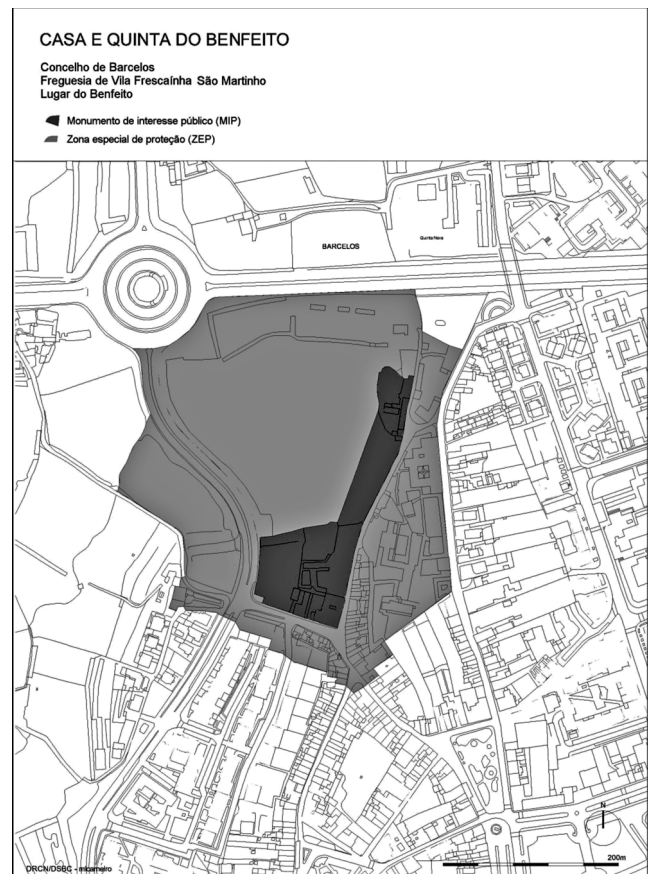 CASA E QUINTA DO BENFEITO
Concelho de Barcelos
Freguesia de Vila Frescaínha São Martinho
Lugar do Benfeito
Monumento de interesse público (MIP)
Zona especial de proteção (ZEP)
BARCELOS
Quinta Nova
N
200m
DRCN/DSBC - micameiro